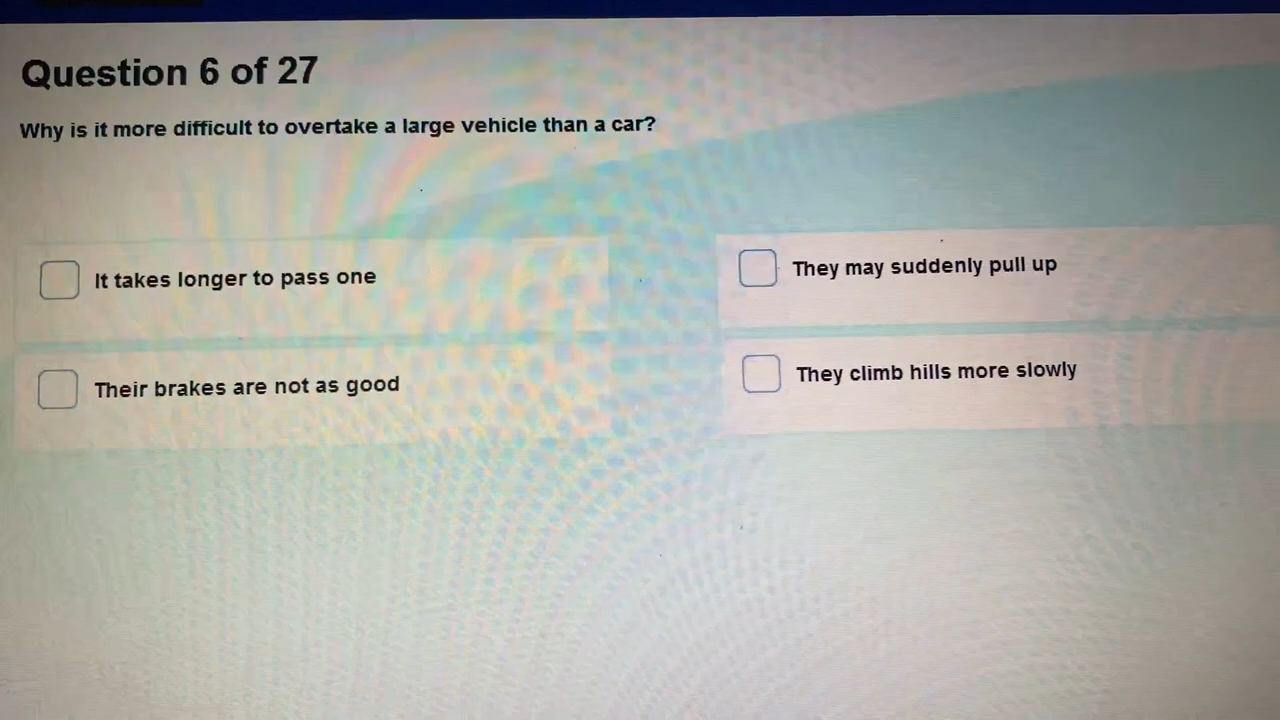 Question 6 of 27
Why is it more difficult to overtake a large vehicle than a car?
It takes longer to pass one
They may suddenly pull up
Their brakes are not as good
They climb hills more slowly